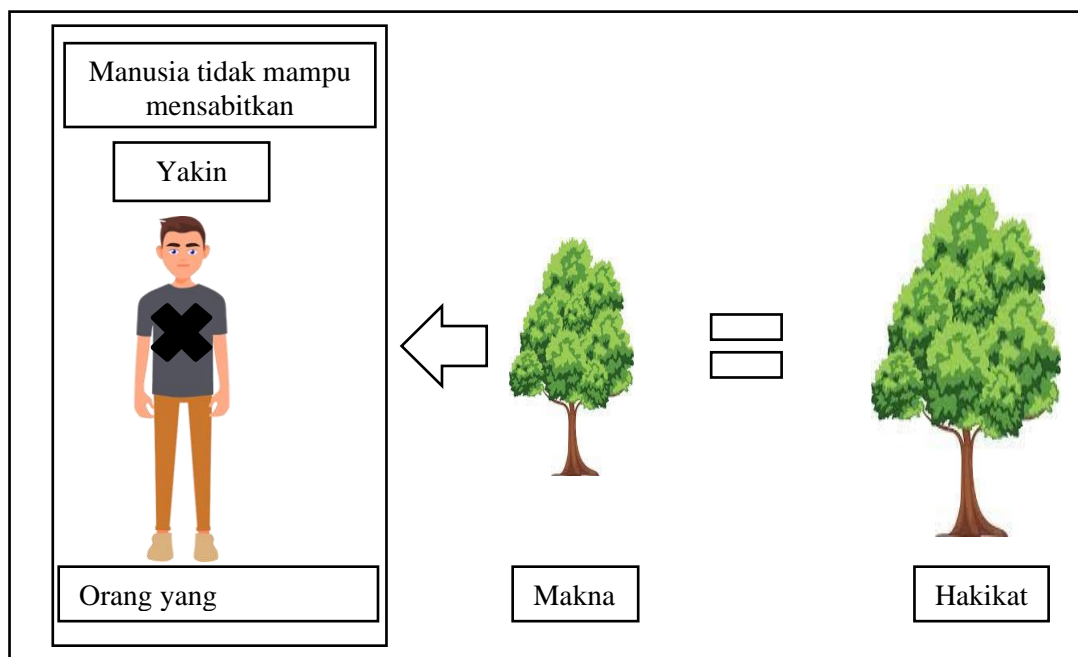 Manusia tidak mampu
mensabitkan
Yakin
Orang yang
Makna
Hakikat